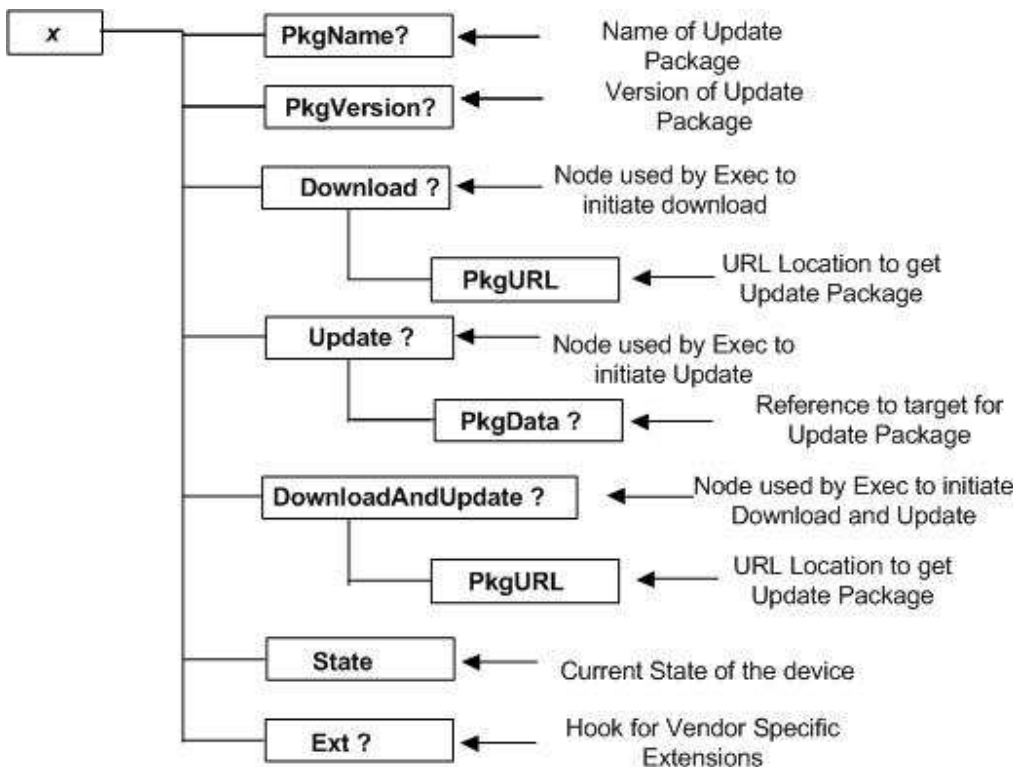 x
PkgName?
Name of Update
Package
PkgVersion?
Version of Update
Package
Download ?
Node used by Exec to
initiate download
PkgURL
URL Location to get
Update Package
Update ?
Node used by Exec to
initiate Update
PkgData ?
Reference to target for
Update Package
DownloadAndUpdate ?
Node used by Exec to initiate
Download and Update
PkgURL
URL Location to get
Update Package
State
Current State of the device
Ext ?
Hook for Vendor Specific
Extensions